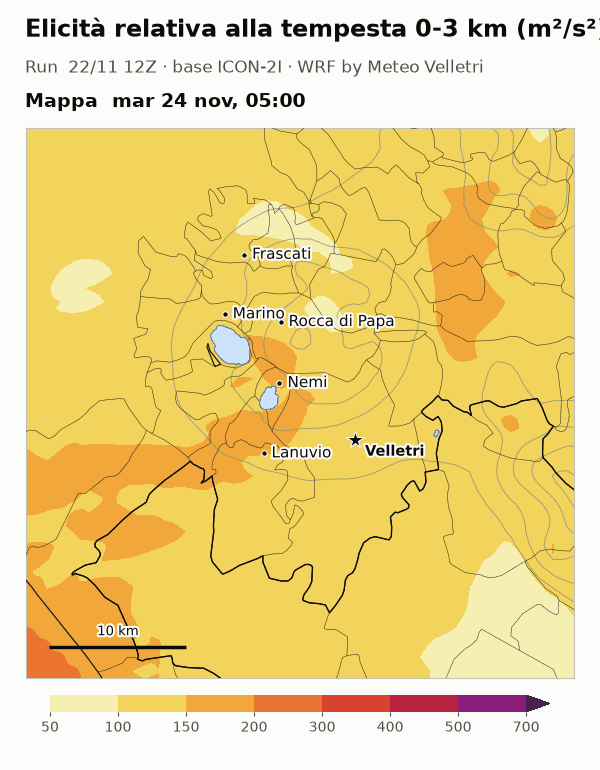 Elicità relativa alla tempesta 0-3 km (m²/s²)
Run  22/11 12Z · base ICON-2I · WRF by Meteo Velletri
Mappa  mar 24 nov, 05:00
Frascati
Marino
Rocca di Papa
Nemi
Velletri
Lanuvio
10 km
50 100 150 200 300 400 500 700